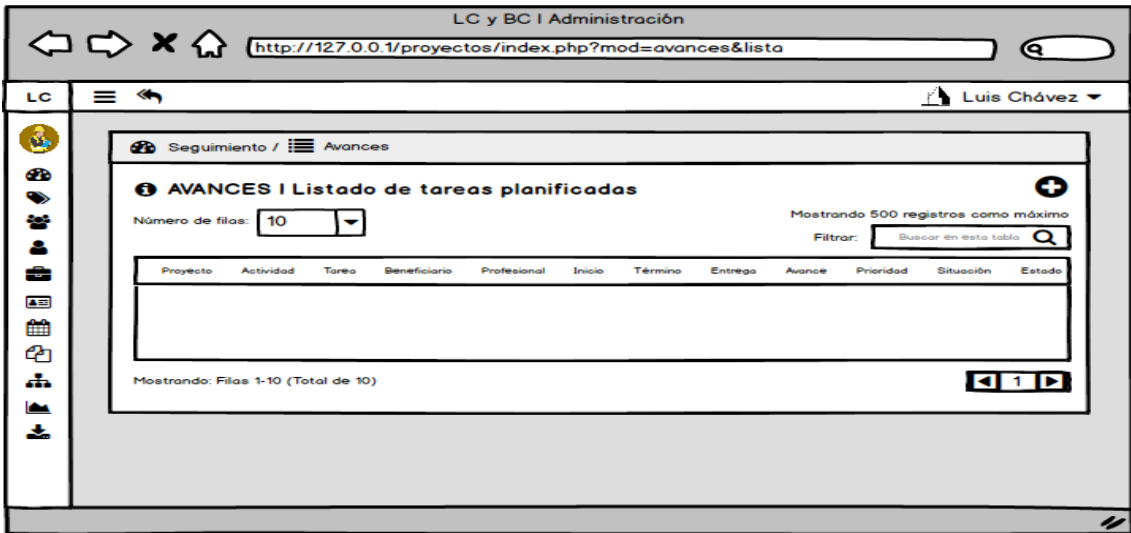 LC y BC I Administración
http://127.0.0.1/proyectos/index.php?mod=avances&lista
LC
Luis Chávez
Seguimiento / Avances
AVANCES I Listado de tareas planificadas
Número de filas: 10
Mostrando 500 registros como máximo
Filtrar: Buscar en esta tabla
Proyecto Actividad Tarea Beneficiario Profesional Inicio Término Entrega Avance Prioridad Situación Estado
Mostrando: Filas 1-10 (Total de 10)
1